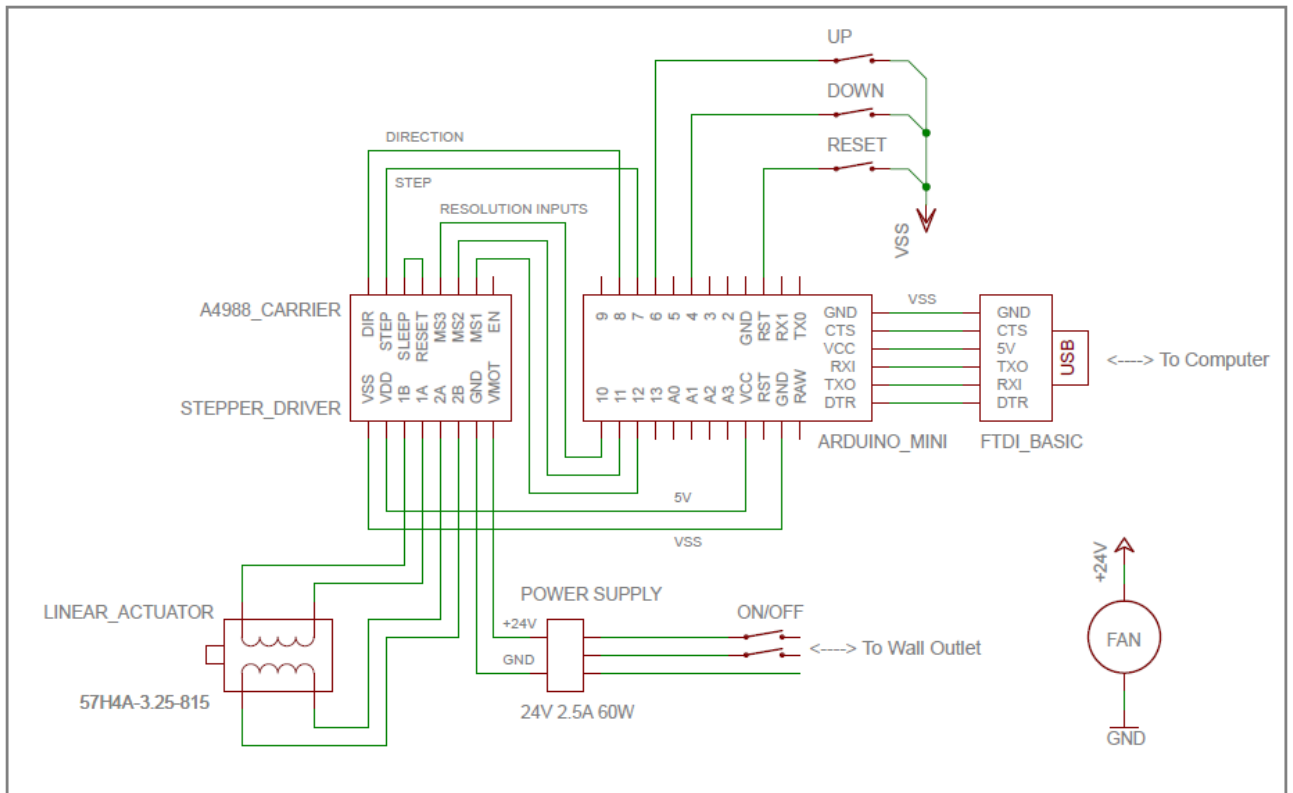 UP
DOWN
RESET
VSS
DIRECTION
STEP
RESOLUTION INPUTS
A4988_CARRIER
DIR
STEP
SLEEP
RESET
MS3
MS2
MS1
EN
STEPPER_DRIVER
VSS
VDD
1B
1A
2A
2B
GND
VMOT
9
8
7
6
5
4
3
2
GND
RST
RX1
TX0
10
11
12
13
A0
A1
A2
A3
VCC
RST
GND
RAW
GND
CTS
VCC
RXI
TXO
DTR
ARDUINO_MINI
VSS
GND
CTS
5V
TXO
RXI
DTR
USB
FTDI_BASIC
<----> To Computer
5V
VSS
LINEAR_ACTUATOR
57H4A-3.25-815
POWER SUPPLY
+24V
GND
24V 2.5A 60W
ON/OFF
<----> To Wall Outlet
+24V
FAN
GND